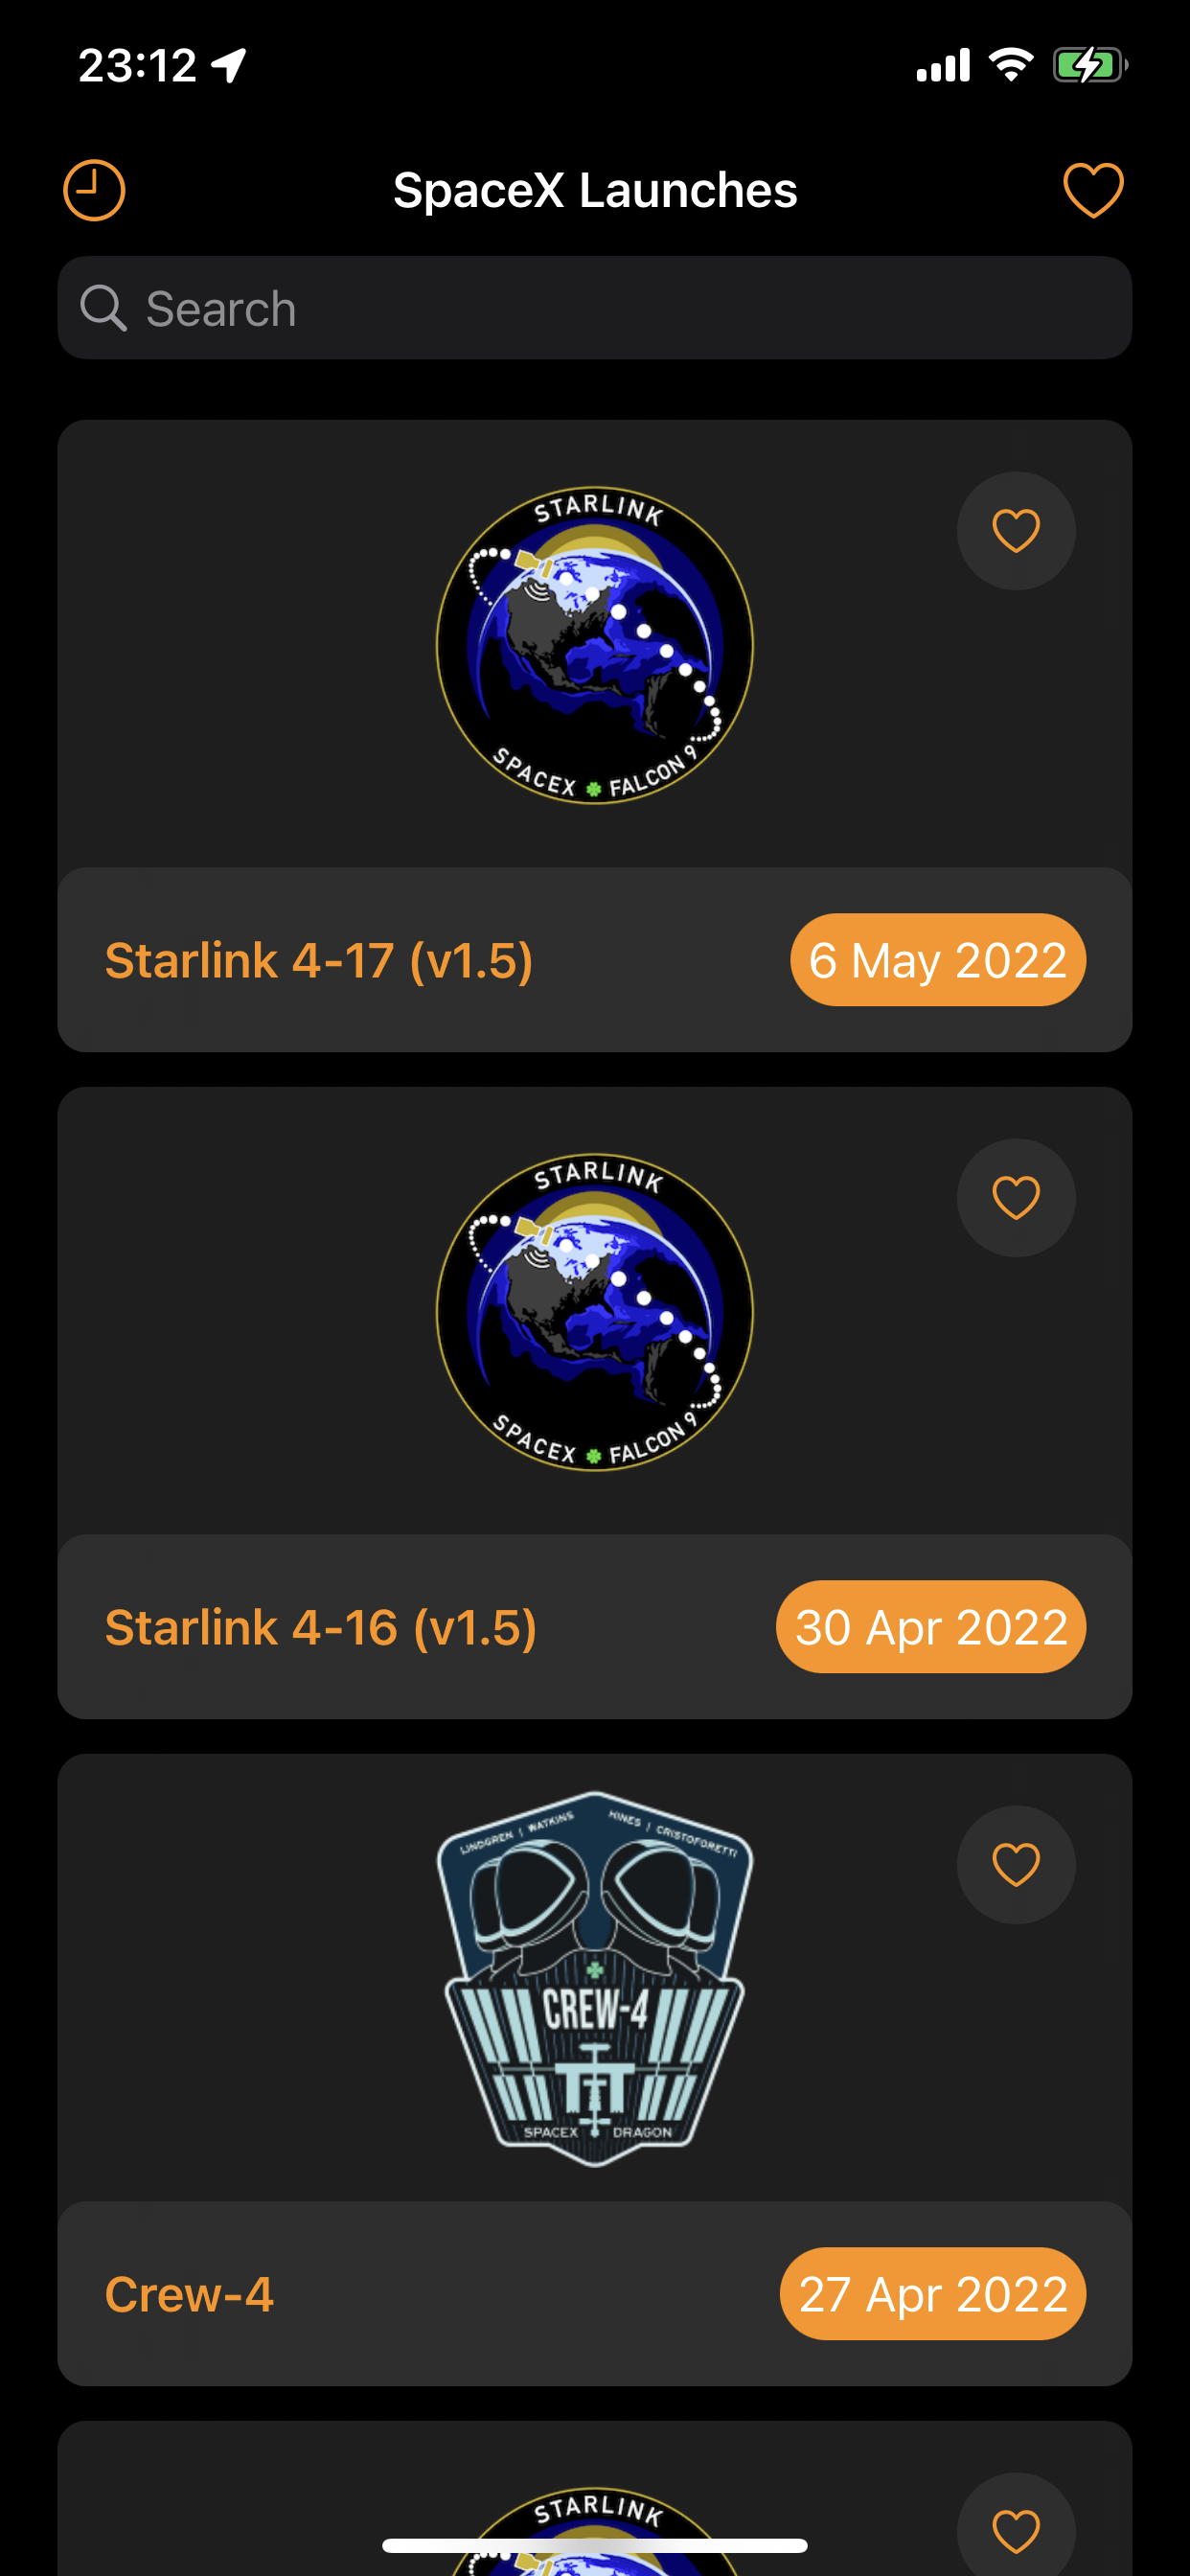 23:12
SpaceX Launches
Search
STARLINK
SPACEX FALCON 9
Starlink 4-17 (v1.5)
6 May 2022
STARLINK
SPACEX FALCON 9
Starlink 4-16 (v1.5)
30 Apr 2022
LINDGREN | WATKINS
HINES | CRISTOFORETTI
CREW-4
SPACEX DRAGON
Crew-4
27 Apr 2022
STARLINK